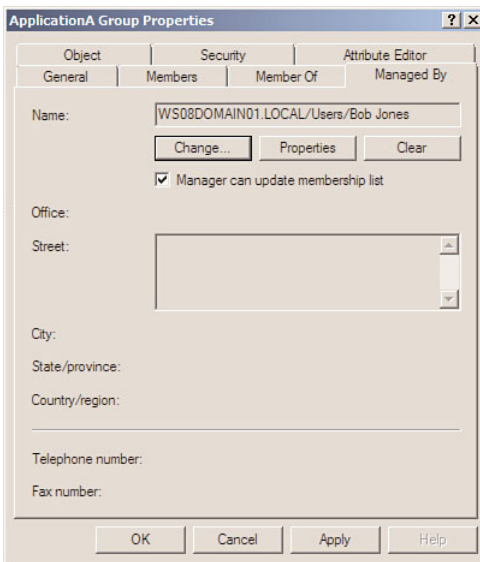 ApplicationA Group Properties
Object Security Attribute Editor
General Members Member Of Managed By
Name: WS08DOMAIN01.LOCAL/Users/Bob Jones
Change... Properties Clear
Manager can update membership list
Office:
Street:
City:
State/province:
Country/region:
Telephone number:
Fax number:
OK Cancel Apply Help